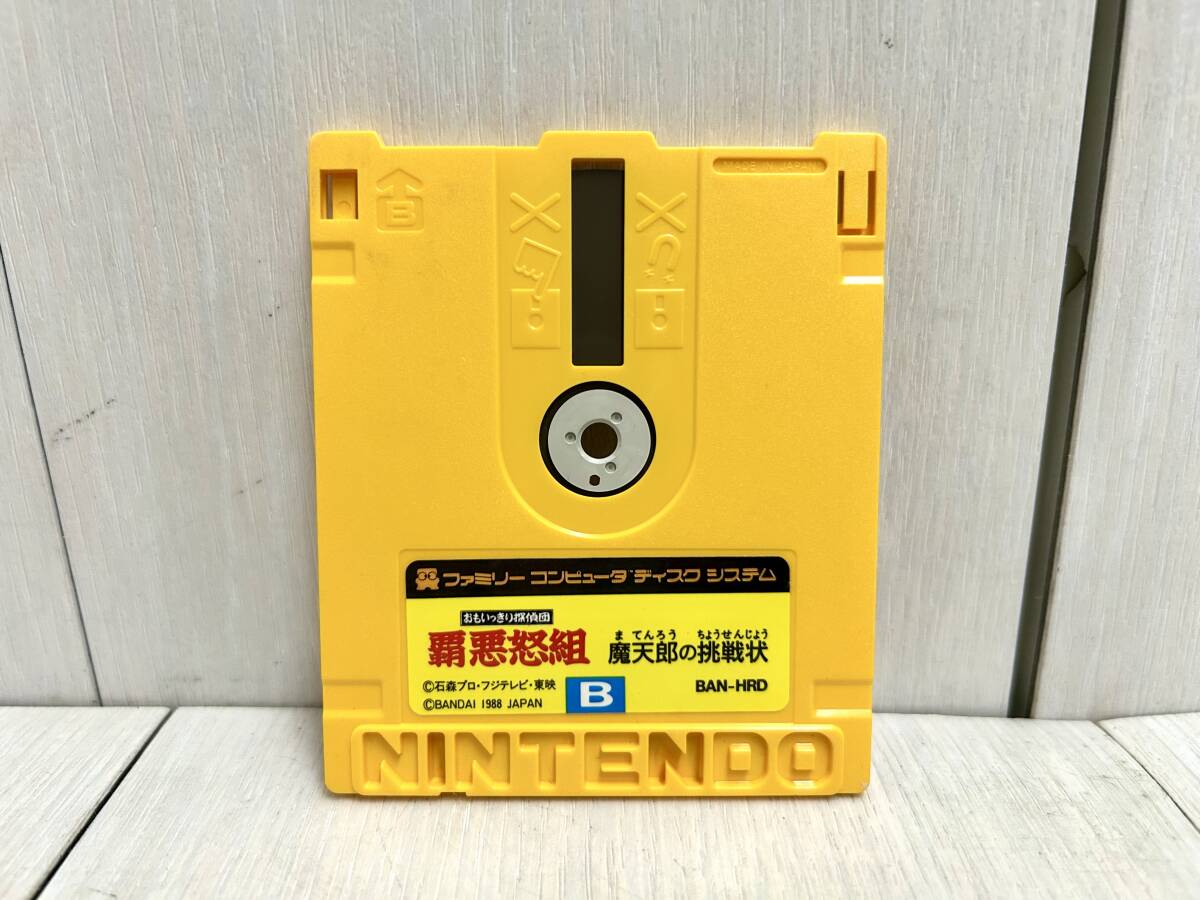 MADE IN JAPAN
B
ファミリー コンピュータ™ディスク システム
おもいっきり探偵団
覇悪怒組
ま てんろう ちょうせんじょう
魔天郎の挑戦状
©石森プロ・フジテレビ・東映
©BANDAI 1988 JAPAN
B
BAN-HRD
NINTENDO